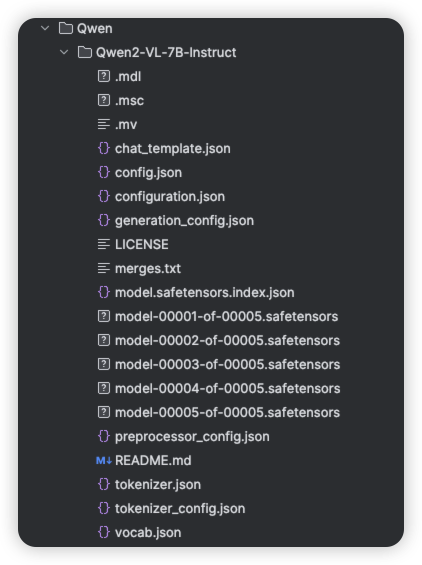 Qwen
Qwen2-VL-7B-Instruct
.mdl
.msc
.mv
chat_template.json
config.json
configuration.json
generation_config.json
LICENSE
merges.txt
model.safetensors.index.json
model-00001-of-00005.safetensors
model-00002-of-00005.safetensors
model-00003-of-00005.safetensors
model-00004-of-00005.safetensors
model-00005-of-00005.safetensors
preprocessor_config.json
M↓ README.md
tokenizer.json
tokenizer_config.json
vocab.json